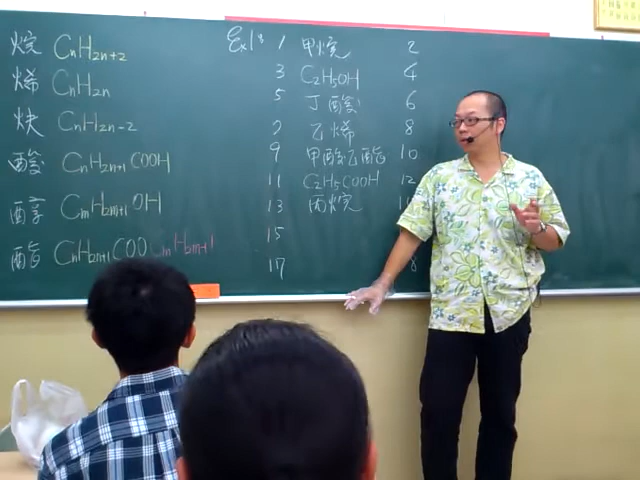 烷 CnH2n+2
烯 CnH2n
炔 CnH2n-2
酸 CnH2n+1COOH
醇 CmH2m+1OH
酯 CnH2n+1COOCmH2m+1
Ex1: 1 甲烷 2
3 C2H5OH 4
5 丁酸 6
7 乙烯 8
9 甲酸乙酯 10
11 C2H5COOH 12
13 丙烷
15
17 8